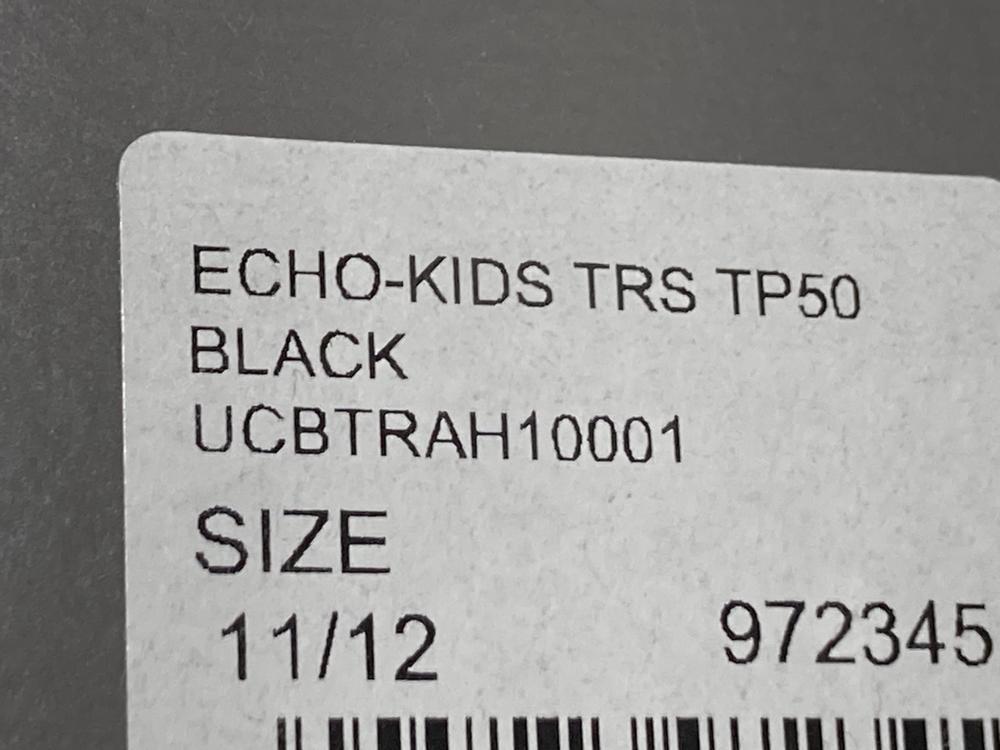 ECHO-KIDS TRS TP50
BLACK
UCBTRAH10001
SIZE
11/12 972345